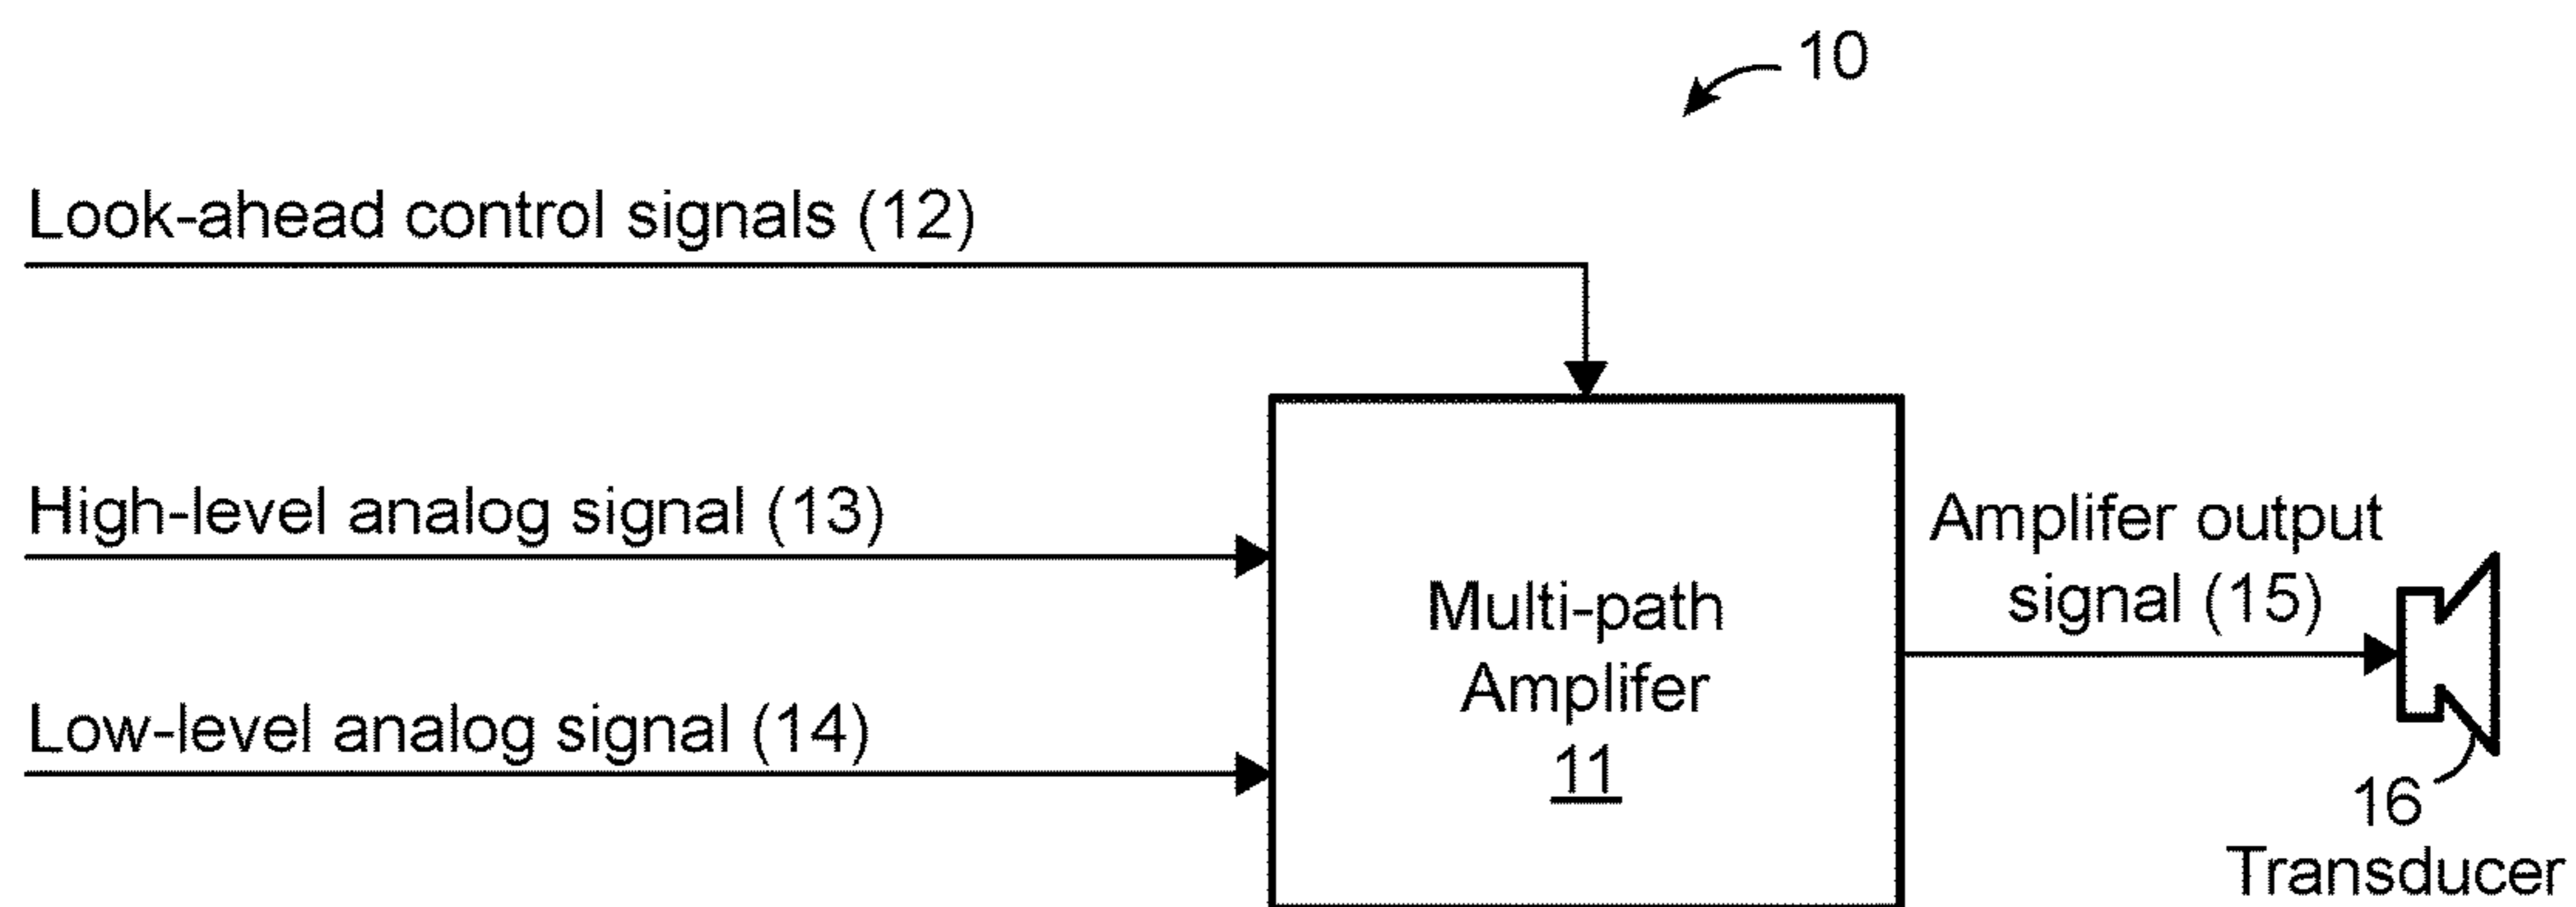 10
Look-ahead control signals (12)
High-level analog signal (13)
Low-level analog signal (14)
Multi-path
Amplifer
11
Amplifer output
signal (15)
16
Transducer